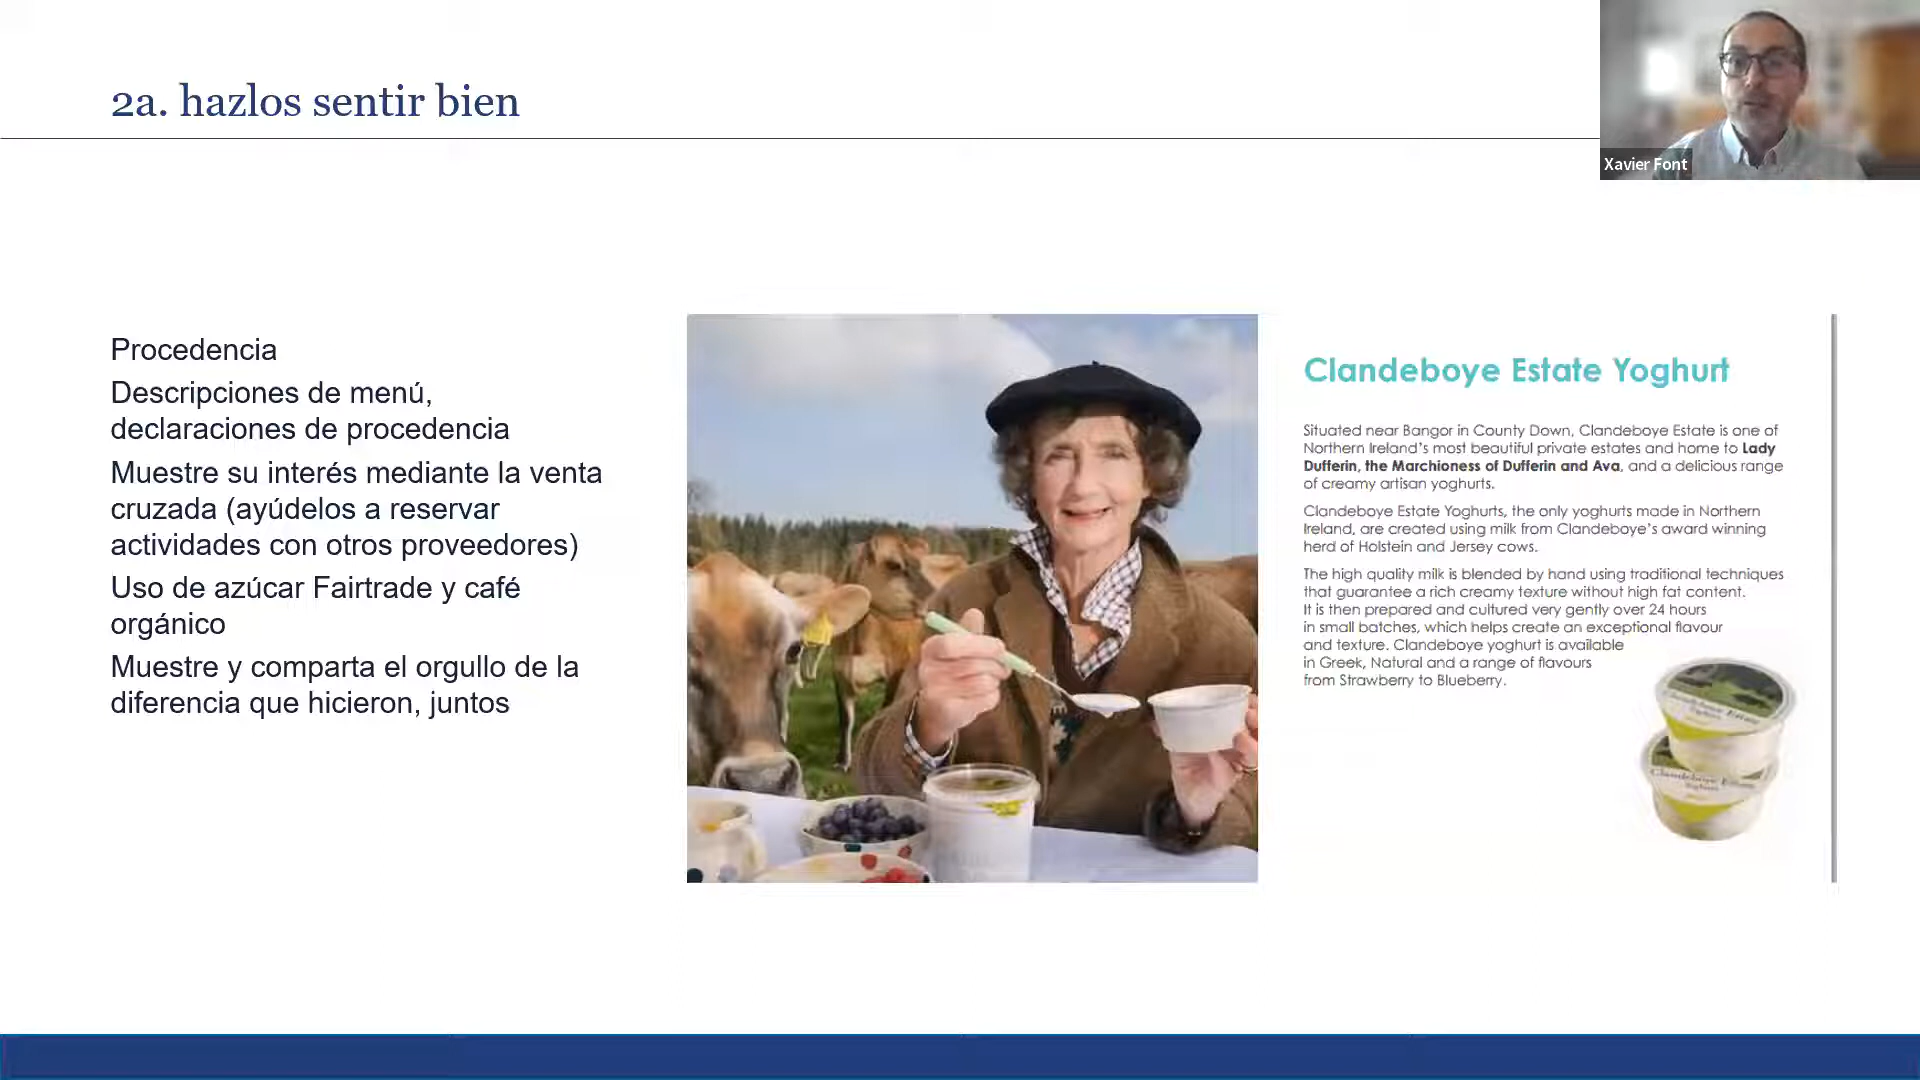 2a. hazlos sentir bien
Xavier Font
Procedencia
Descripciones de menú,
declaraciones de procedencia
Muestre su interés mediante la venta
cruzada (ayúdelos a reservar
actividades con otros proveedores)
Uso de azúcar Fairtrade y café
orgánico
Muestre y comparta el orgullo de la
diferencia que hicieron, juntos
Clandeboye Estate Yoghurt
Situated near Bangor in County Down, Clandeboye Estate is one of
Northern Ireland's most beautiful private estates and home to Lady
Dufferin, the Marchioness of Dufferin and Ava, and a delicious range
of creamy artisan yoghurts.
Clandeboye Estate Yoghurts, the only yoghurts made in Northern
Ireland, are created using milk from Clandeboye's award winning
herd of Holstein and Jersey cows.
The high quality milk is blended by hand using traditional techniques
that guarantee a rich creamy texture without high fat content.
It is then prepared and cultured very gently over 24 hours
in small batches, which helps create an exceptional flavour
and texture. Clandeboye yoghurt is available
in Greek, Natural and a range of flavours
from Strawberry to Blueberry.
Clandeboye Estate
Yoghurt
Clandeboye Estate
Yoghurt